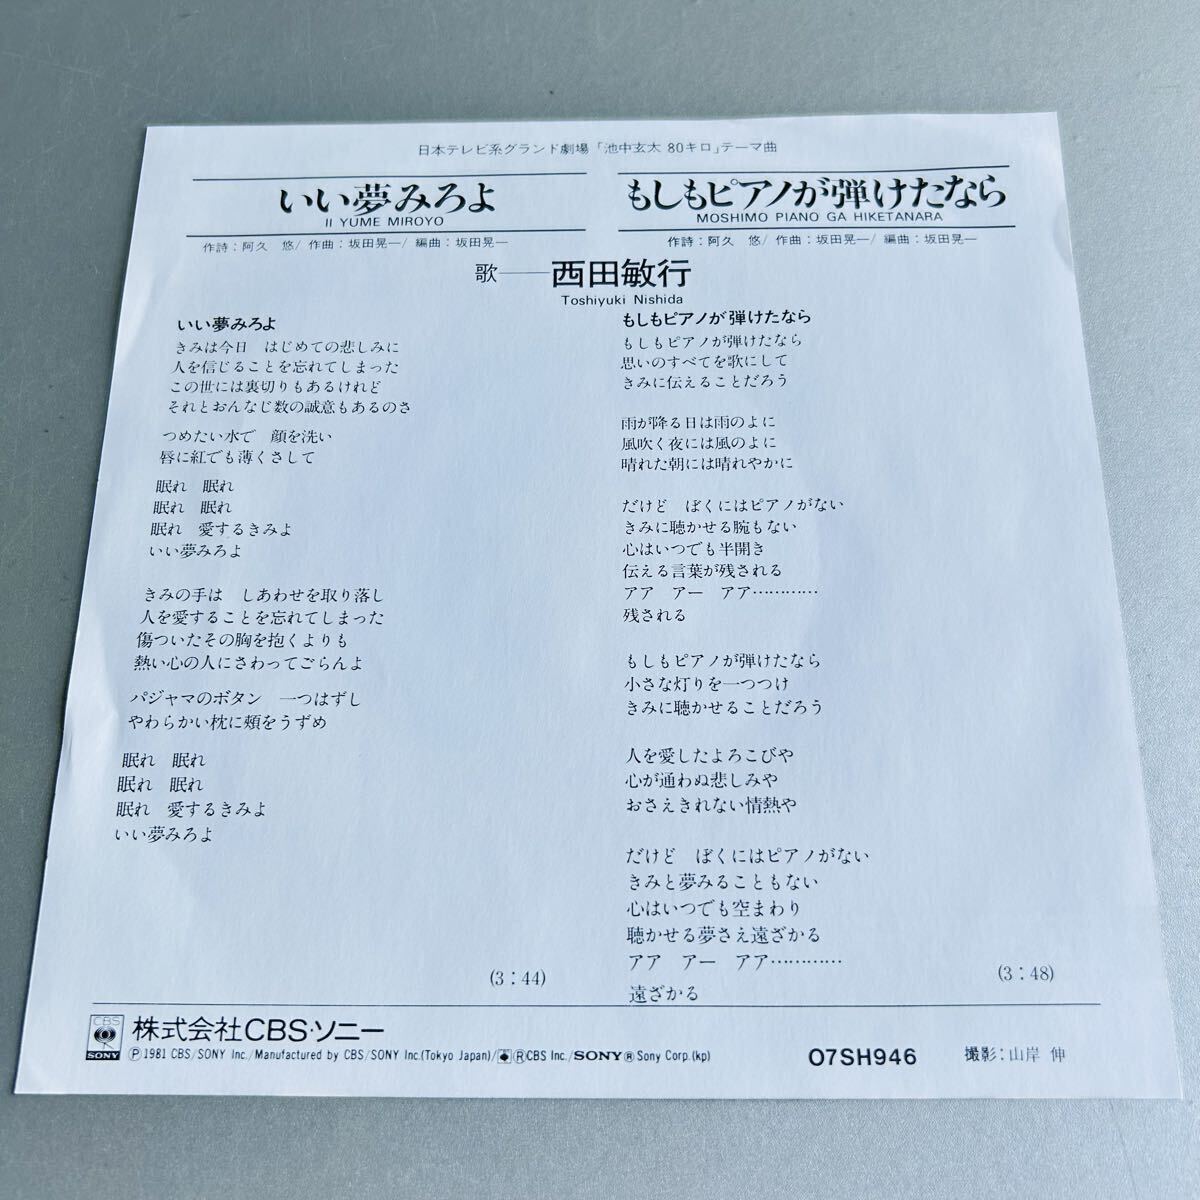 日本テレビ系グランド劇場「池中玄太 80キロ」テーマ曲
いい夢みろよ
II YUME MIROYO
作詩：阿久　悠/ 作曲：坂田晃一/ 編曲：坂田晃一
もしもピアノが弾けたなら
MOSHIMO PIANO GA HIKETANARA
作詩：阿久　悠/ 作曲：坂田晃一/ 編曲：坂田晃一
歌——西田敏行
Toshiyuki Nishida
いい夢みろよ
きみは今日　はじめての悲しみに
人を信じることを忘れてしまった
この世には裏切りもあるけれど
それとおんなじ数の誠意もあるのさ
つめたい水で　顔を洗い
唇に紅でも薄くさして
眠れ　眠れ
眠れ　眠れ
眠れ　愛するきみよ
いい夢みろよ
きみの手は　しあわせを取り落し
人を愛することを忘れてしまった
傷ついたその胸を抱くよりも
熱い心の人にさわってごらんよ
パジャマのボタン　一つはずし
やわらかい枕に頬をうずめ
眠れ　眠れ
眠れ　眠れ
眠れ　愛するきみよ
いい夢みろよ
(3：44)
もしもピアノが弾けたなら
もしもピアノが弾けたなら
思いのすべてを歌にして
きみに伝えることだろう
雨が降る日は雨のよに
風吹く夜には風のよに
晴れた朝には晴れやかに
だけど　ぼくにはピアノがない
きみに聴かせる腕もない
心はいつでも半開き
伝える言葉が残される
アア　アー　アア…………
残される
もしもピアノが弾けたなら
小さな灯りを一つつけ
きみに聴かせることだろう
人を愛したよろこびや
心が通わぬ悲しみや
おさえきれない情熱や
だけど　ぼくにはピアノがない
きみと夢みることもない
心はいつでも空まわり
聴かせる夢さえ遠ざかる
アア　アー　アア…………
遠ざかる
(3：48)
CBS
SONY
株式会社CBS・ソニー
Ⓟ1981 CBS/SONY Inc./Manufactured by CBS/SONY Inc.(Tokyo Japan)/ⓇCBS Inc./SONY Ⓡ Sony Corp.(kp)
07SH946
撮影：山岸 伸